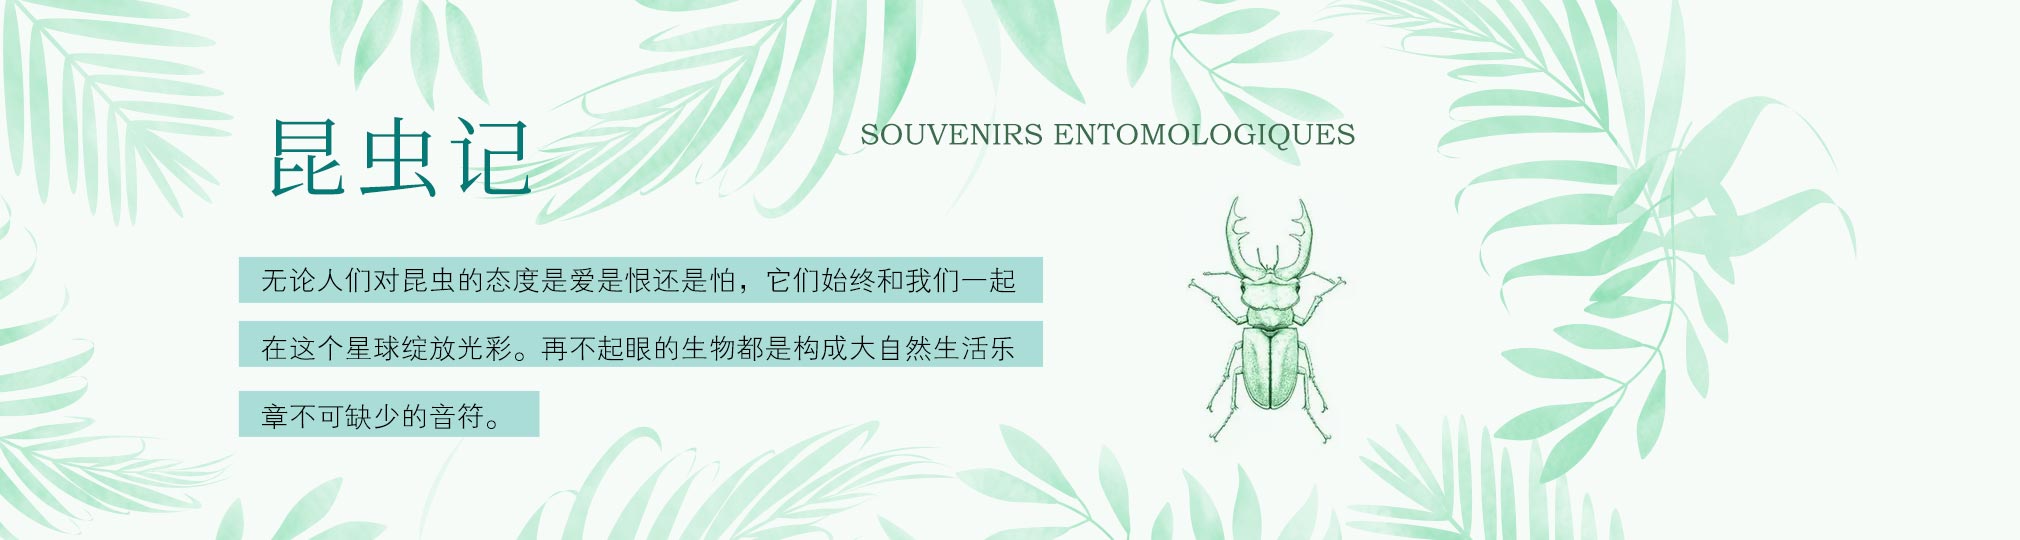 昆虫记
SOUVENIRS ENTOMOLOGIQUES
无论人们对昆虫的态度是爱是恨还是怕，它们始终和我们一起
在这个星球绽放光彩。再不起眼的生物都是构成大自然生活乐
章不可缺少的音符。